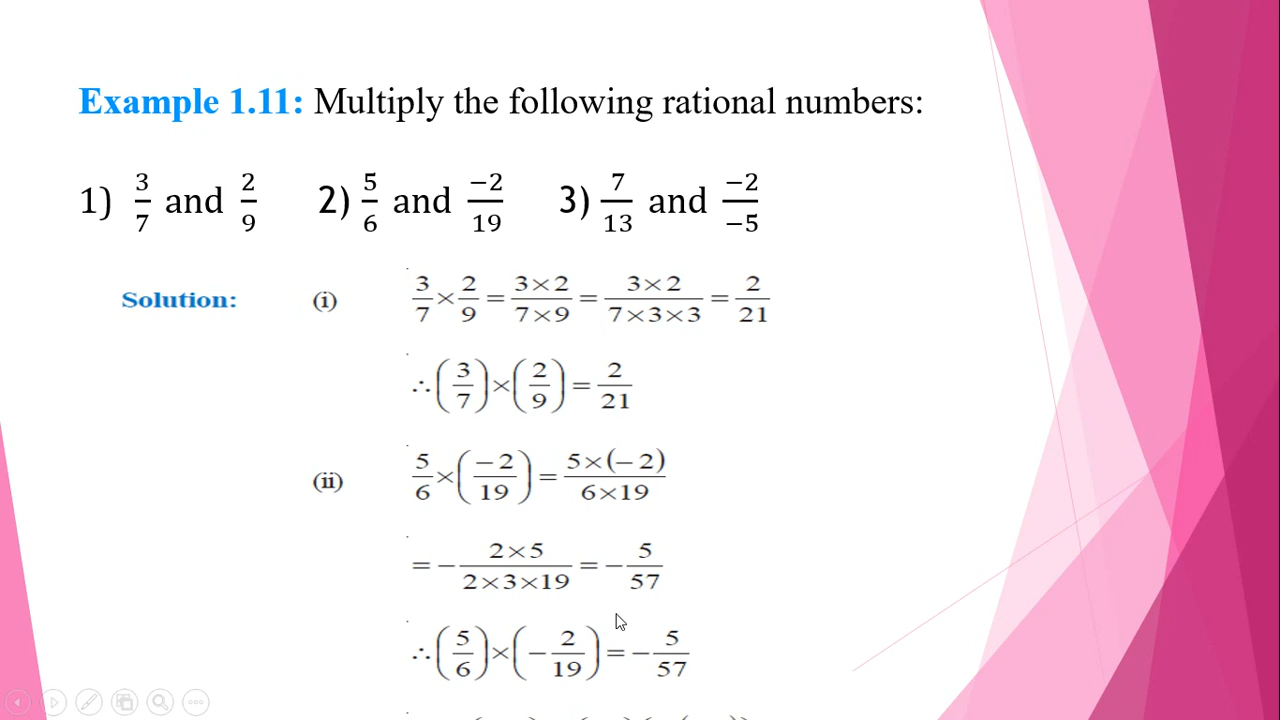 Example 1.11: Multiply the following rational numbers:
1) 3/7 and 2/9 2) 5/6 and −2/19 3) 7/13 and −2/−5
Solution: (i) 3/7 × 2/9 = 3×2/7×9 = 3×2/7×3×3 = 2/21
∴ (3/7) × (2/9) = 2/21
(ii) 5/6 × (−2/19) = 5×(−2)/6×19
= − 2×5/2×3×19 = − 5/57
∴ (5/6) × (− 2/19) = − 5/57